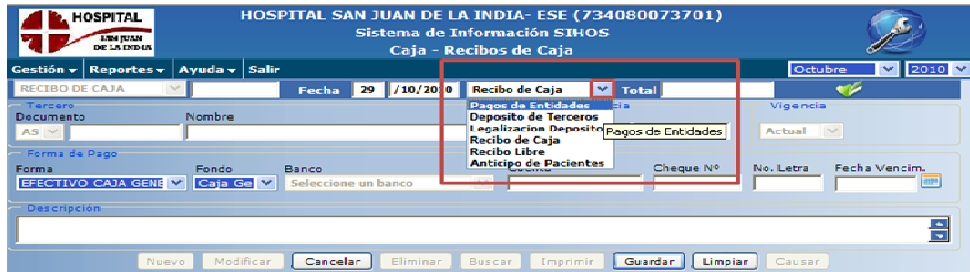 HOSPITAL
SAN JUAN
DE LA INDIA
HOSPITAL SAN JUAN DE LA INDIA- ESE (734080073701)
Sistema de Información SIHOS
Caja - Recibos de Caja
Gestión Reportes Ayuda Salir
Octubre 2010
RECIBO DE CAJA Fecha 29 /10/2010 Recibo de Caja Total
Pagos de Entidades
Deposito de Terceros
Legalizacion Deposito
Recibo de Caja
Recibo Libre
Anticipo de Pacientes
Pagos de Entidades
Tercero
Vigencia
Documento Nombre
AS
Actual
Forma de Pago
Forma Fondo Banco Cuenta Cheque Nº No. Letra Fecha Vencim.
EFECTIVO CAJA GENE Caja Ge Seleccione un banco
Descripción
Nuevo Modificar Cancelar Eliminar Buscar Imprimir Guardar Limpiar Causar